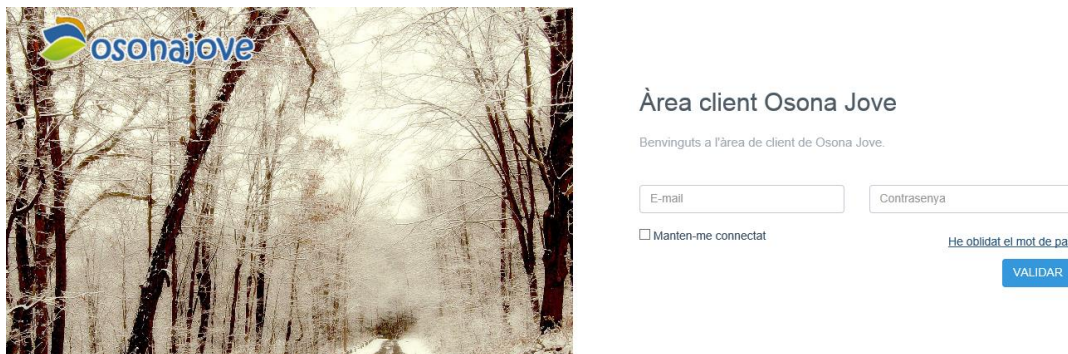 osonajove
Àrea client Osona Jove
Benvinguts a l'àrea de client de Osona Jove.
E-mail
Contrasenya
Manten-me connectat
He oblidat el mot de pa
VALIDAR